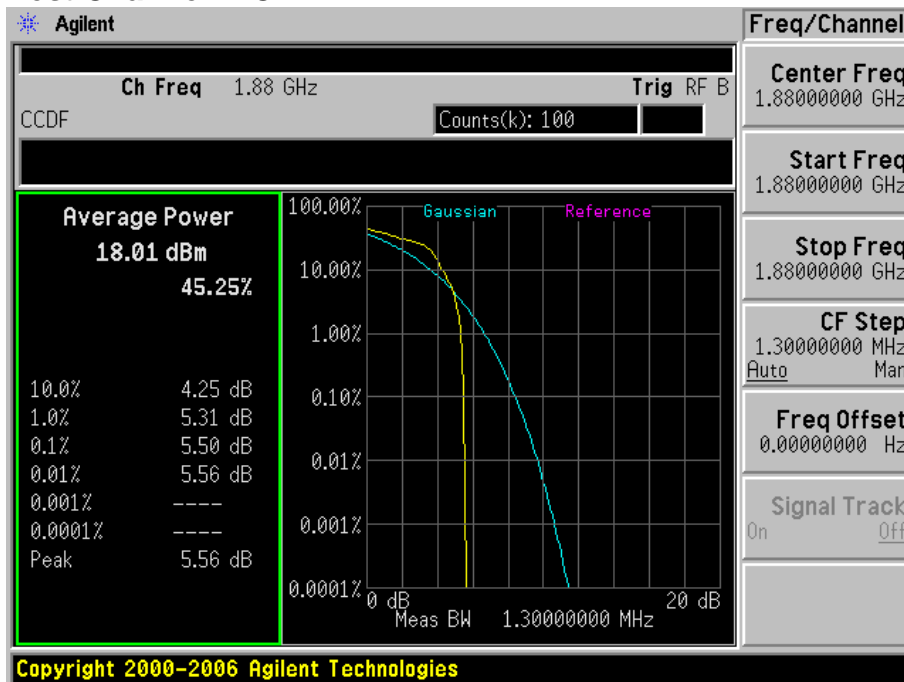 Agilent
Freq/Channel
Ch Freq 1.88 GHz Trig RF B
CCDF Counts(k): 100
Average Power
18.01 dBm
45.25%
10.0% 4.25 dB
1.0% 5.31 dB
0.1% 5.50 dB
0.01% 5.56 dB
0.001% ----
0.0001% ----
Peak 5.56 dB
Gaussian Reference
100.00%
10.00%
1.00%
0.10%
0.01%
0.001%
0.0001%
0 dB 20 dB
Meas BW 1.30000000 MHz
Center Freq
1.88000000 GHz
Start Freq
1.88000000 GHz
Stop Freq
1.88000000 GHz
CF Step
1.30000000 MHz
Auto Man
Freq Offset
0.00000000 Hz
Signal Track
On Off
Copyright 2000-2006 Agilent Technologies